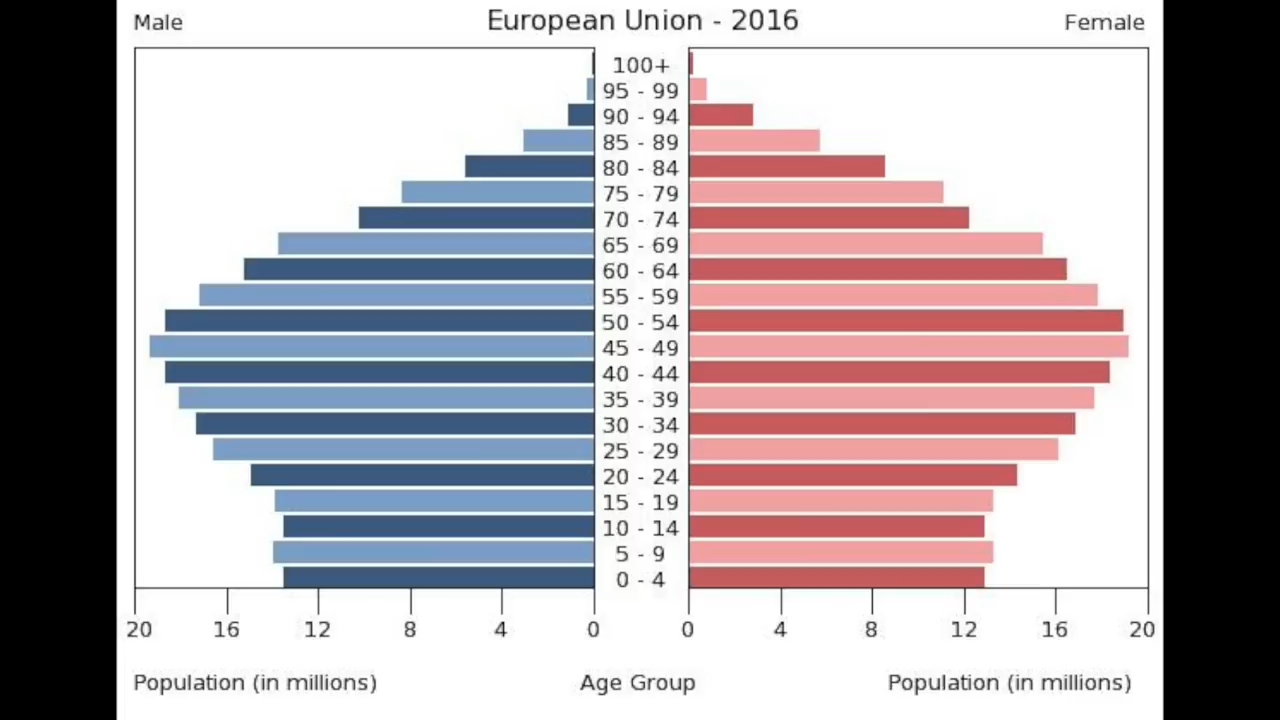 Male European Union - 2016 Female
100+
95 - 99
90 - 94
85 - 89
80 - 84
75 - 79
70 - 74
65 - 69
60 - 64
55 - 59
50 - 54
45 - 49
40 - 44
35 - 39
30 - 34
25 - 29
20 - 24
15 - 19
10 - 14
5 - 9
0 - 4
20 16 12 8 4 0 0 4 8 12 16 20
Population (in millions) Age Group Population (in millions)